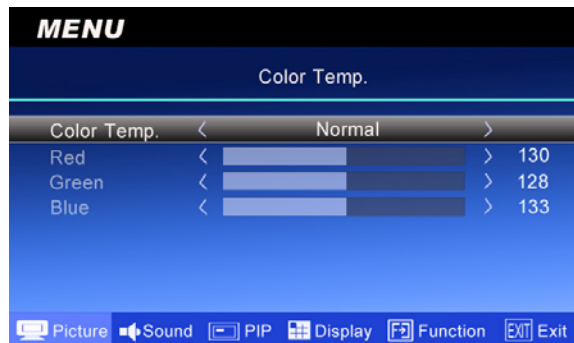 MENU
Color Temp.
Color Temp. < Normal >
Red < > 130
Green < > 128
Blue < > 133
Picture Sound PIP Display Function EXIT Exit